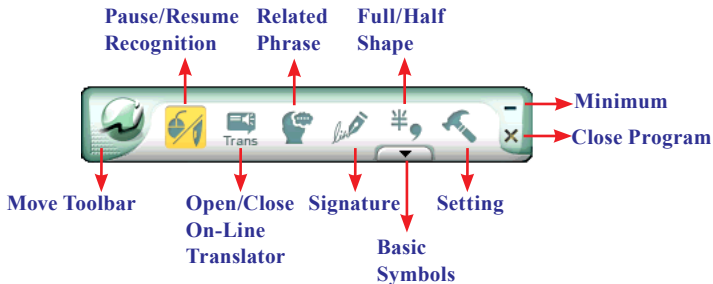 Pause/Resume
Recognition
Related
Phrase
Full/Half
Shape
Trans
半,
Minimum
Close Program
Move Toolbar
Open/Close
On-Line
Translator
Signature
Basic
Symbols
Setting